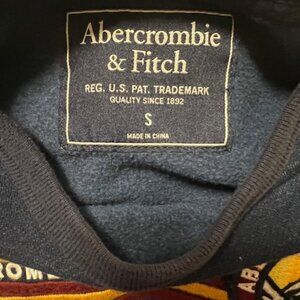 Abercrombie
& Fitch
REG. U.S. PAT. TRADEMARK
QUALITY SINCE 1892
S
MADE IN CHINA